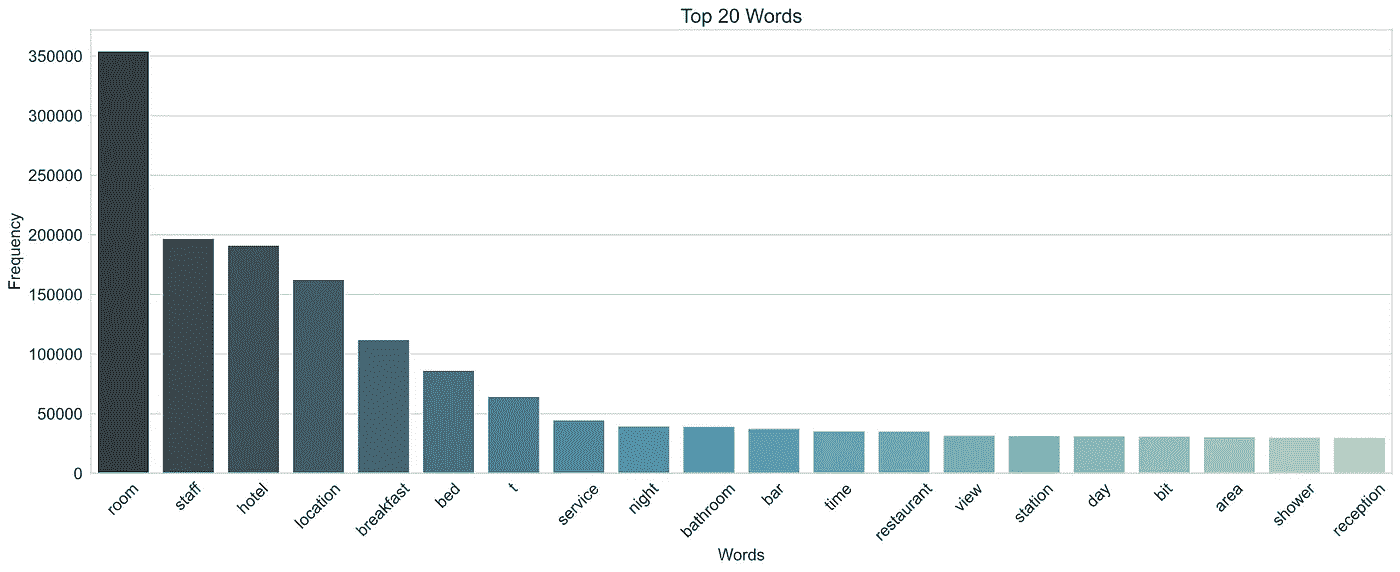 Top 20 Words
Frequency
350000
300000
250000
200000
150000
100000
50000
0
room
staff
hotel
location
breakfast
bed
t
service
night
bathroom
bar
time
restaurant
view
station
day
bit
area
shower
reception
Words